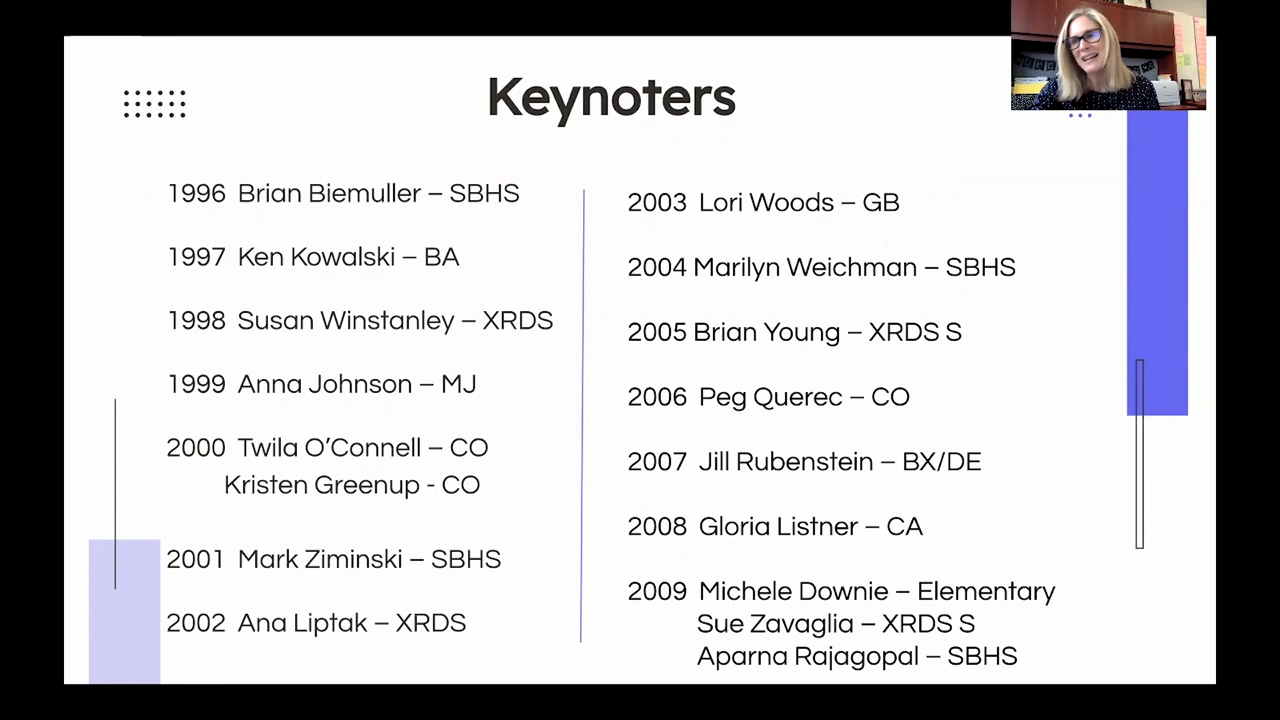 Keynoters
1996 Brian Biemuller – SBHS
1997 Ken Kowalski – BA
1998 Susan Winstanley – XRDS
1999 Anna Johnson – MJ
2000 Twila O’Connell – CO
Kristen Greenup - CO
2001 Mark Ziminski – SBHS
2002 Ana Liptak – XRDS
2003 Lori Woods – GB
2004 Marilyn Weichman – SBHS
2005 Brian Young – XRDS S
2006 Peg Querec – CO
2007 Jill Rubenstein – BX/DE
2008 Gloria Listner – CA
2009 Michele Downie – Elementary
Sue Zavaglia – XRDS S
Aparna Rajagopal – SBHS